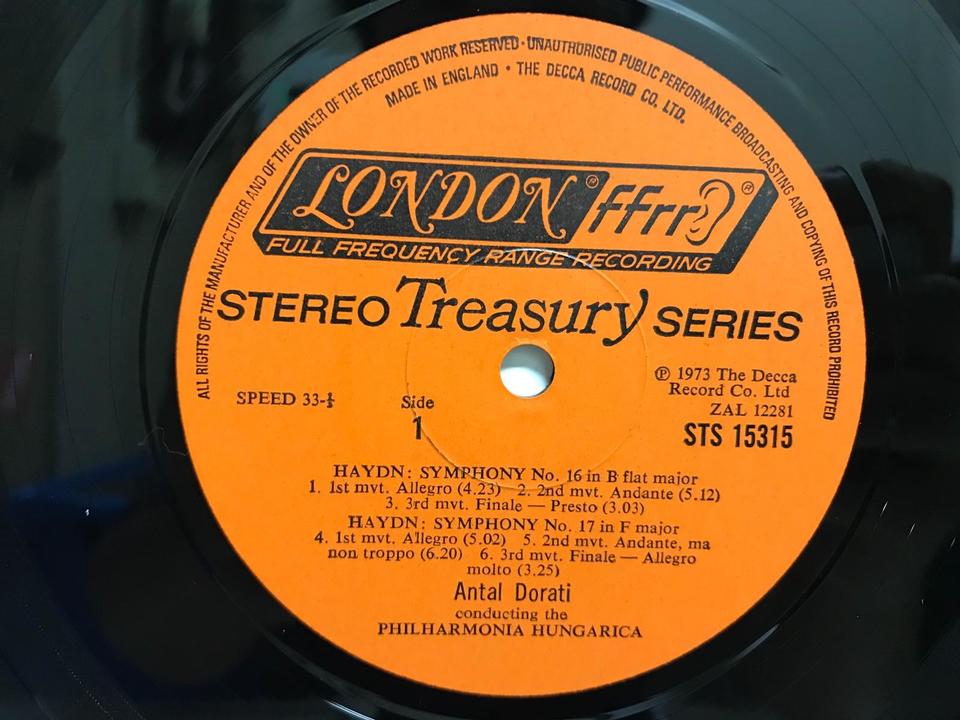 ALL RIGHTS OF THE MANUFACTURER AND OF THE OWNER OF THE RECORDED WORK RESERVED · UNAUTHORISED PUBLIC PERFORMANCE BROADCASTING AND COPYING OF THIS RECORD PROHIBITED
MADE IN ENGLAND • THE DECCA RECORD CO. LTD.
LONDON® ffrr®
FULL FREQUENCY RANGE RECORDING
STEREO Treasury SERIES
℗ 1973 The Decca
Record Co. Ltd
SPEED 33-⅓
Side
1
ZAL 12281
STS 15315
HAYDN: SYMPHONY No. 16 in B flat major
1. 1st mvt. Allegro (4.23) 2. 2nd mvt. Andante (5.12)
3. 3rd mvt. Finale — Presto (3.03)
HAYDN: SYMPHONY No. 17 in F major
4. 1st mvt. Allegro (5.02) 5. 2nd mvt. Andante, ma
non troppo (6.20) 6. 3rd mvt. Finale — Allegro
molto (3.25)
Antal Dorati
conducting the
PHILHARMONIA HUNGARICA